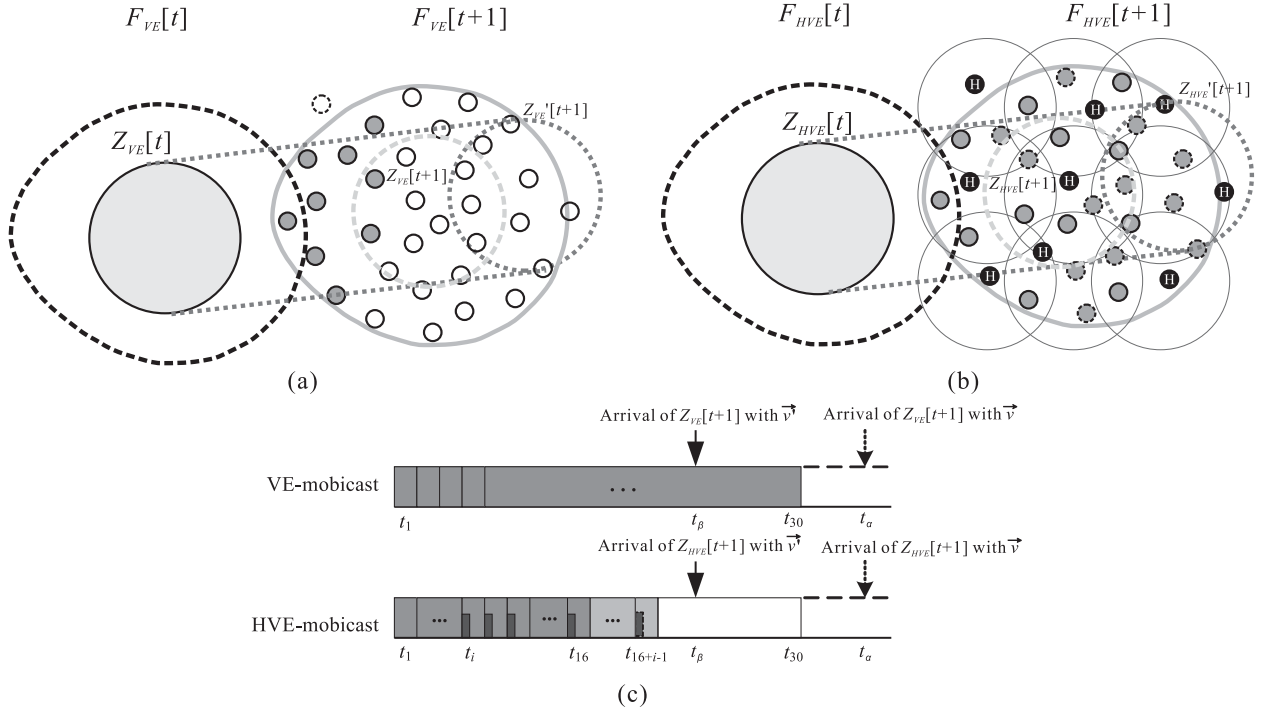 F_VE[t] F_VE[t+1]
Z_VE[t]
Z_VE'[t+1]
Z_VE[t+1]
(a)
F_HVE[t] F_HVE[t+1]
Z_HVE[t]
Z_HVE'[t+1]
Z_HVE[t+1]
H
H
H
H
H
H
H
H
H
(b)
Arrival of Z_VE[t+1] with v⃗' Arrival of Z_VE[t+1] with v⃗
VE-mobicast ...
t_1 t_β t_30 t_α
Arrival of Z_HVE[t+1] with v⃗' Arrival of Z_HVE[t+1] with v⃗
HVE-mobicast ... ... ...
t_1 t_i t_16 t_16+i-1 t_β t_30 t_α
(c)